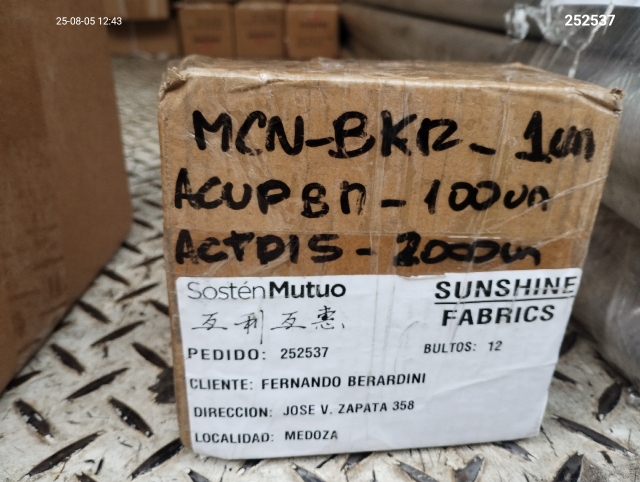 25-08-05 12:43
252537
MCN-BKR - 1un
ACUPBN - 100un
ACTD15 - 2000un
SosténMutuo
互利互惠
SUNSHINE
FABRICS
PEDIDO: 252537
BULTOS: 12
CLIENTE: FERNANDO BERARDINI
DIRECCION: JOSE V. ZAPATA 358
LOCALIDAD: MEDOZA